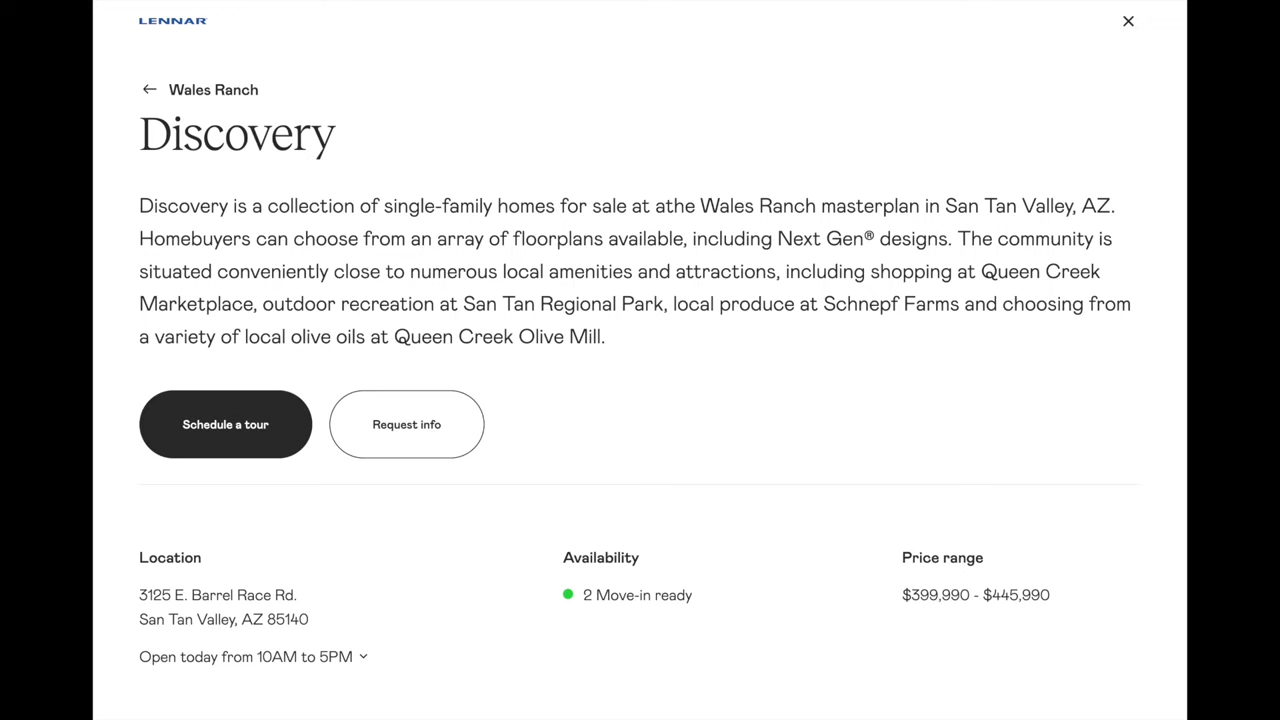 LENNAR
Wales Ranch
Discovery
Discovery is a collection of single-family homes for sale at athe Wales Ranch masterplan in San Tan Valley, AZ.
Homebuyers can choose from an array of floorplans available, including Next Gen® designs. The community is
situated conveniently close to numerous local amenities and attractions, including shopping at Queen Creek
Marketplace, outdoor recreation at San Tan Regional Park, local produce at Schnepf Farms and choosing from
a variety of local olive oils at Queen Creek Olive Mill.
Schedule a tour
Request info
Location
3125 E. Barrel Race Rd.
San Tan Valley, AZ 85140
Open today from 10AM to 5PM
Availability
2 Move-in ready
Price range
$399,990 - $445,990